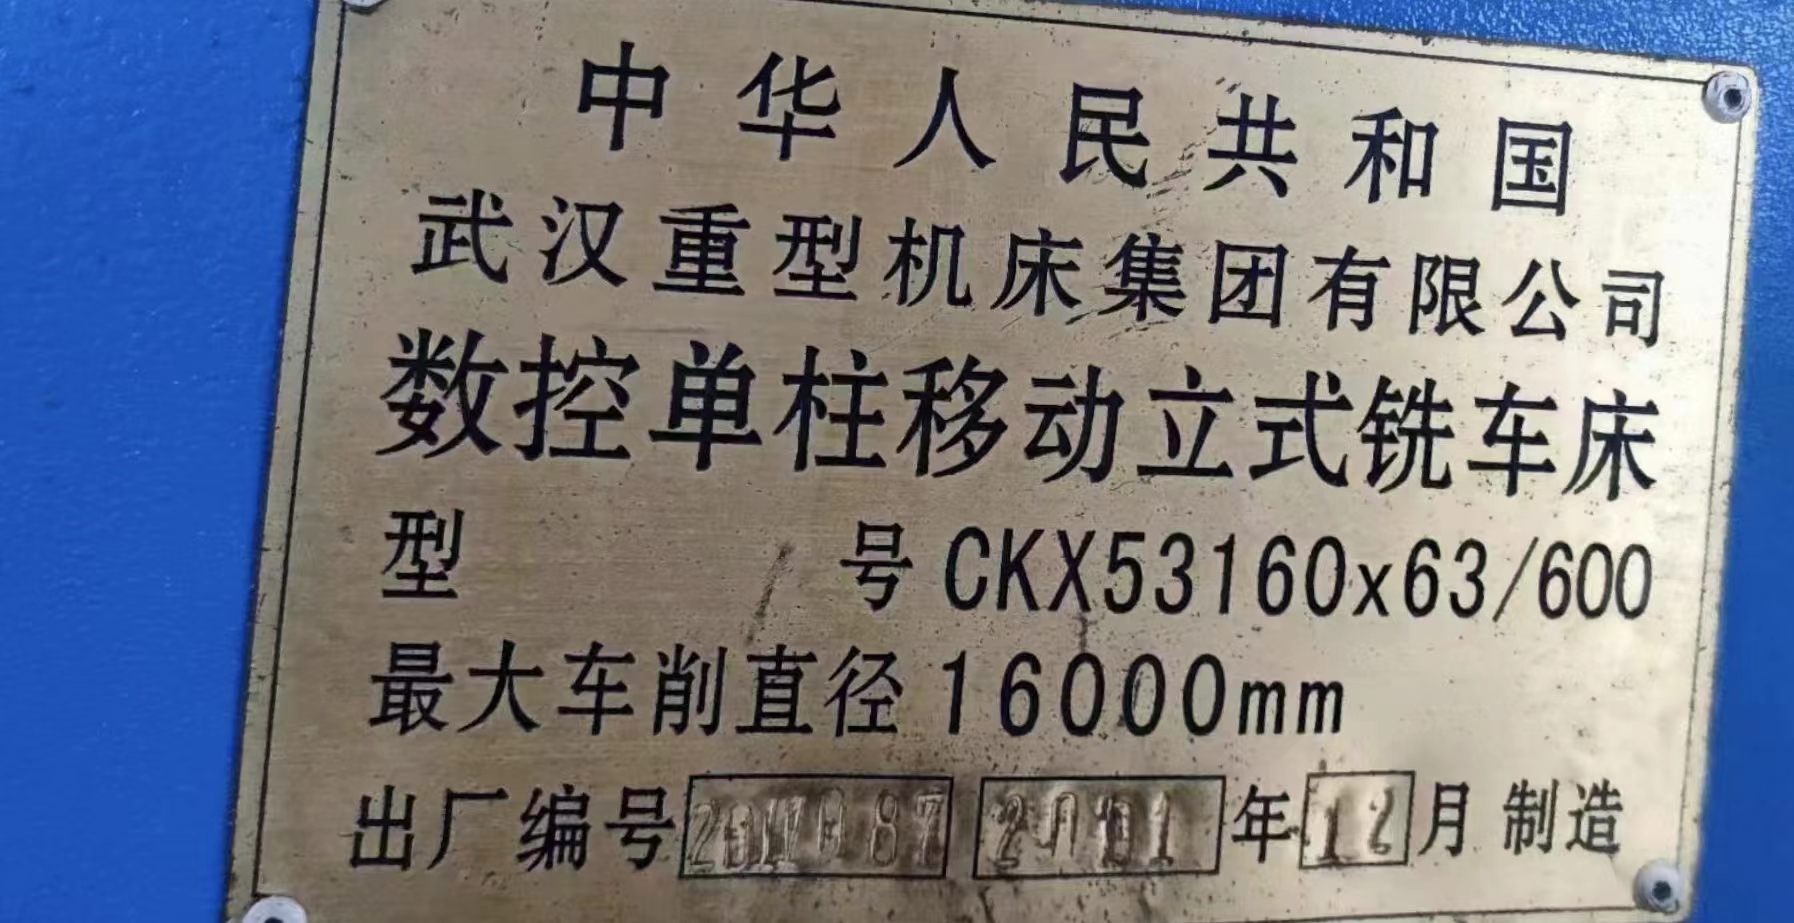 中华人民共和国
武汉重型机床集团有限公司
数控单柱移动立式铣车床
型 号 CKX53160x63/600
最大车削直径 16000mm
出厂编号 年 12 月 制造